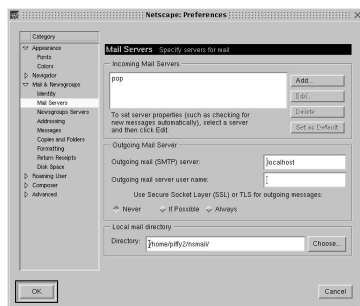 Netscape: Preferences
Category
Appearance
Fonts
Colors
Navigator
Mail & Newsgroups
Identity
Mail Servers
Newsgroups Servers
Addressing
Messages
Copies and Folders
Formatting
Return Receipts
Disk Space
Roaming User
Composer
Advanced
Mail Servers Specify servers for mail
Incoming Mail Servers
pop
Add...
Edit...
Delete
Set as Default
To set server properties (such as checking for
new messages automatically), select a server
and then click Edit.
Outgoing Mail Server
Outgoing mail (SMTP) server: localhost
Outgoing mail server user name:
Use Secure Socket Layer (SSL) or TLS for outgoing messages:
Never If Possible Always
Local mail directory
Directory: /home/piffy2/nsmail/ Choose...
OK Cancel